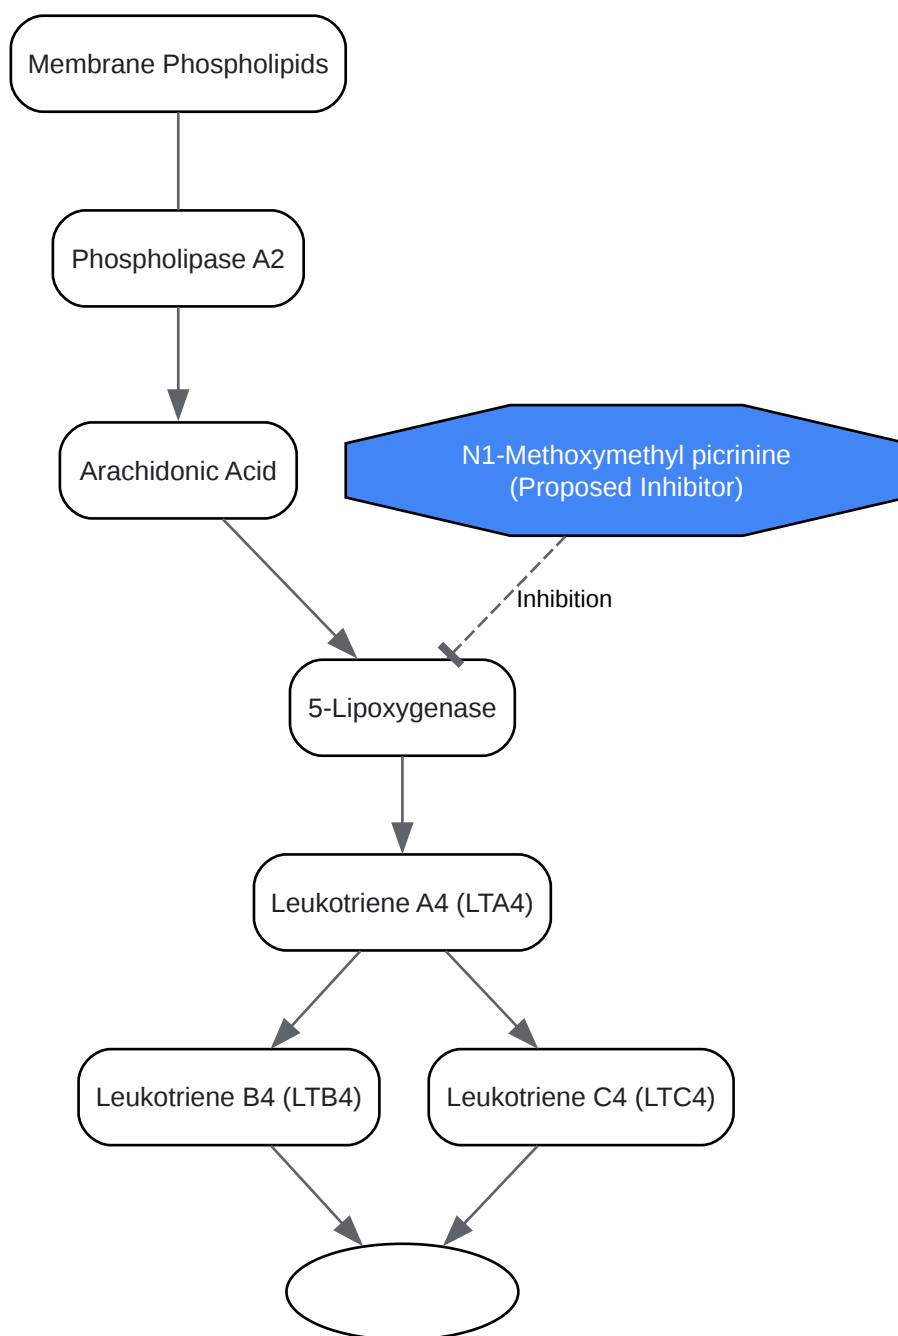 Membrane Phospholipids
Phospholipase A2
Arachidonic Acid
N1-Methoxymethyl picrinine
(Proposed Inhibitor)
Inhibition
5-Lipoxygenase
Leukotriene A4 (LTA4)
Leukotriene B4 (LTB4)
Leukotriene C4 (LTC4)